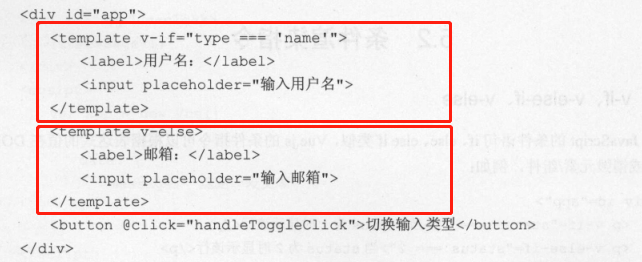 <div id="app">
<template v-if="type === 'name'">
<label>用户名：</label>
<input placeholder="输入用户名">
</template>
<template v-else>
<label>邮箱：</label>
<input placeholder="输入邮箱">
</template>
<button @click="handleToggleClick">切换输入类型</button>
</div>